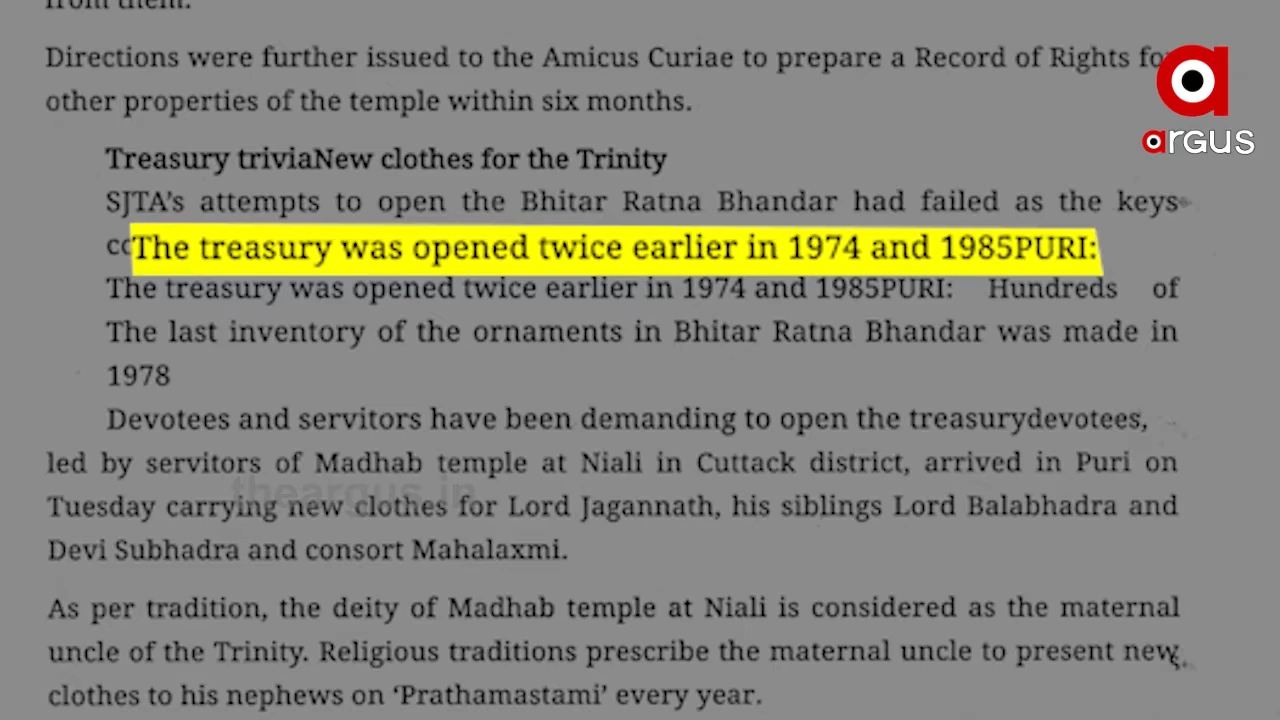 from them.
Directions were further issued to the Amicus Curiae to prepare a Record of Rights for
other properties of the temple within six months.
Treasury triviaNew clothes for the Trinity
SJTA's attempts to open the Bhitar Ratna Bhandar had failed as the keys
The treasury was opened twice earlier in 1974 and 1985PURI:
The treasury was opened twice earlier in 1974 and 1985PURI: Hundreds of
The last inventory of the ornaments in Bhitar Ratna Bhandar was made in
1978
Devotees and servitors have been demanding to open the treasurydevotees,
led by servitors of Madhab temple at Niali in Cuttack district, arrived in Puri on
Tuesday carrying new clothes for Lord Jagannath, his siblings Lord Balabhadra and
Devi Subhadra and consort Mahalaxmi.
As per tradition, the deity of Madhab temple at Niali is considered as the maternal
uncle of the Trinity. Religious traditions prescribe the maternal uncle to present new
clothes to his nephews on ‘Prathamastami’ every year.
argus
theargus.in